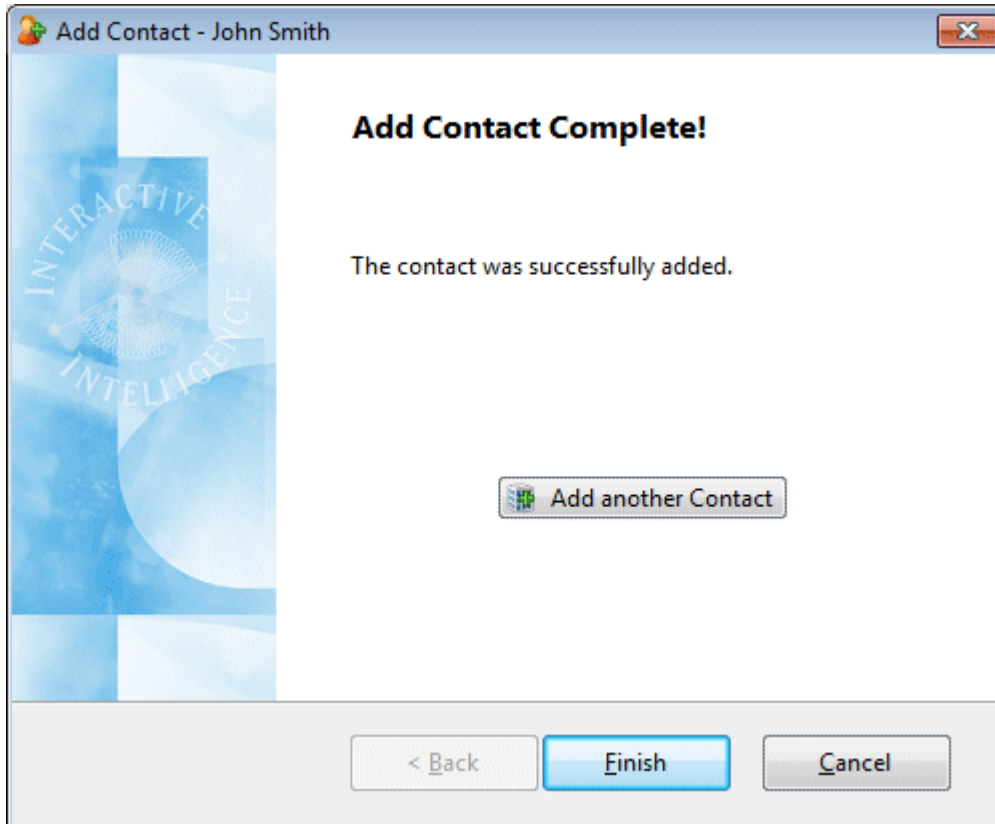 Add Contact - John Smith
INTERACTIVE
INTELLIGENCE
Add Contact Complete!
The contact was successfully added.
Add another Contact
< Back
Finish
Cancel